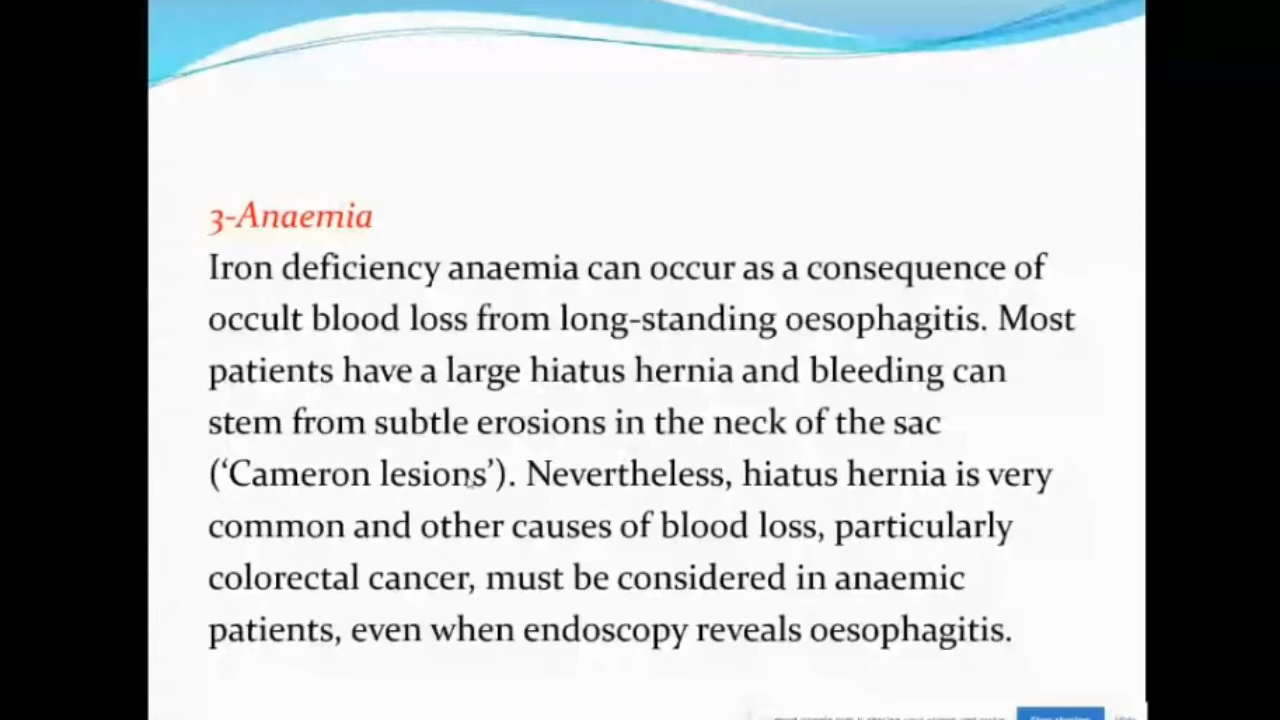 3-Anaemia
Iron deficiency anaemia can occur as a consequence of
occult blood loss from long-standing oesophagitis. Most
patients have a large hiatus hernia and bleeding can
stem from subtle erosions in the neck of the sac
(‘Cameron lesions’). Nevertheless, hiatus hernia is very
common and other causes of blood loss, particularly
colorectal cancer, must be considered in anaemic
patients, even when endoscopy reveals oesophagitis.